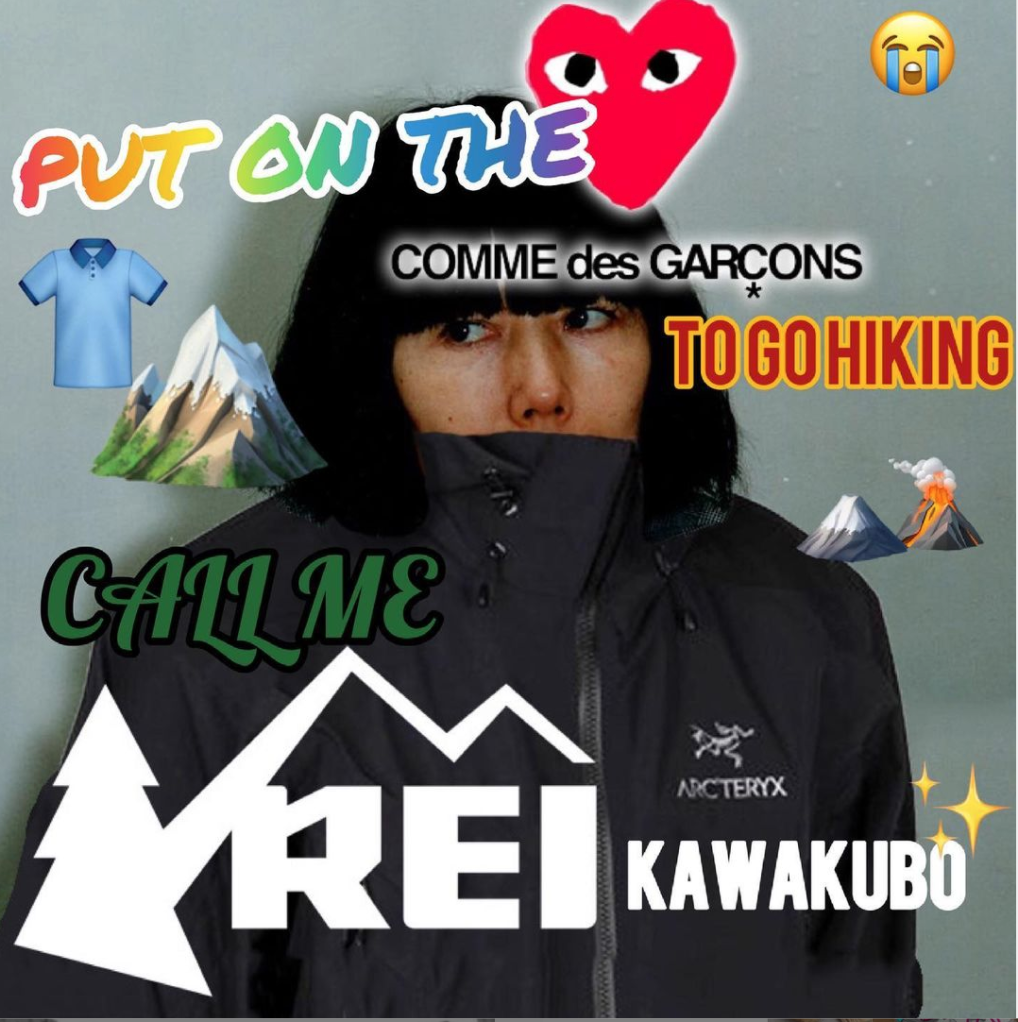 PUT ON THE
COMME des GARÇONS
*
TO GO HIKING
CALL ME
REI
ARC'TERYX
KAWAKUBO